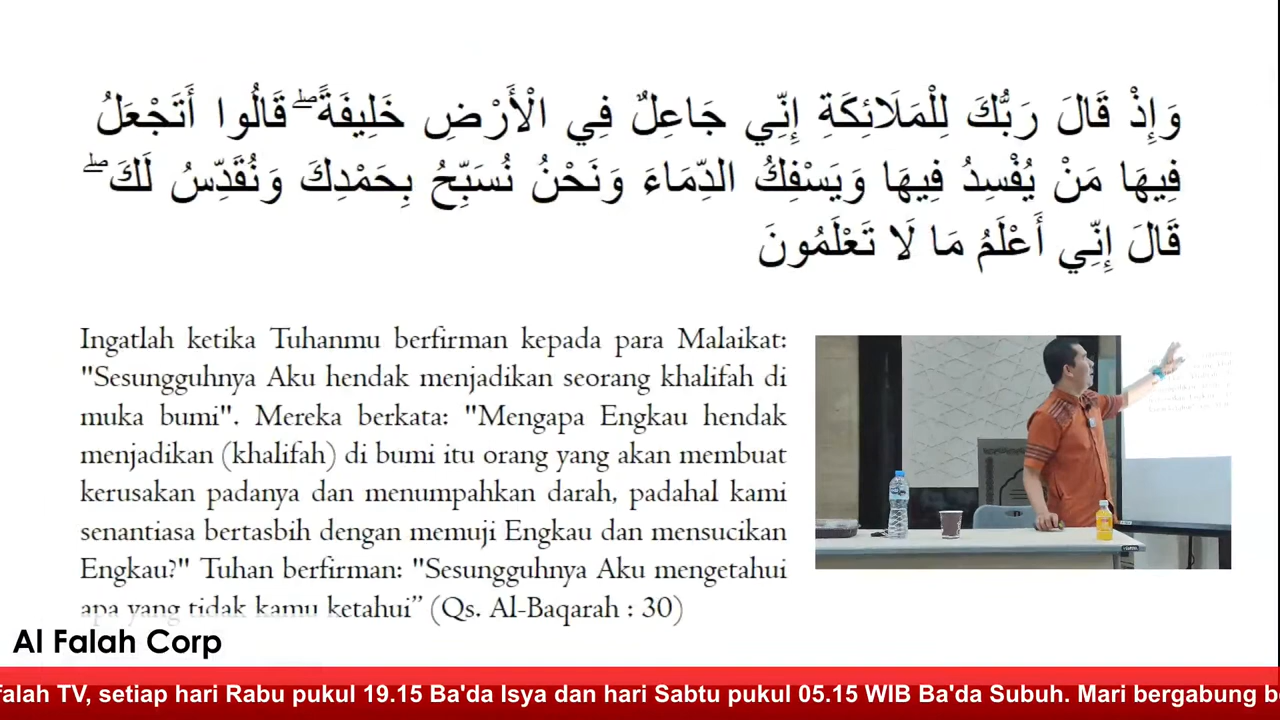 وَإِذْ قَالَ رَبُّكَ لِلْمَلَائِكَةِ إِنِّي جَاعِلٌ فِي الْأَرْضِ خَلِيفَةً ۖ قَالُوا أَتَجْعَلُ
فِيهَا مَنْ يُفْسِدُ فِيهَا وَيَسْفِكُ الدِّمَاءَ وَنَحْنُ نُسَبِّحُ بِحَمْدِكَ وَنُقَدِّسُ لَكَ ۖ
قَالَ إِنِّي أَعْلَمُ مَا لَا تَعْلَمُونَ
Ingatlah ketika Tuhanmu berfirman kepada para Malaikat:
"Sesungguhnya Aku hendak menjadikan seorang khalifah di
muka bumi". Mereka berkata: "Mengapa Engkau hendak
menjadikan (khalifah) di bumi itu orang yang akan membuat
kerusakan padanya dan menumpahkan darah, padahal kami
senantiasa bertasbih dengan memuji Engkau dan mensucikan
Engkau?" Tuhan berfirman: "Sesungguhnya Aku mengetahui
apa yang tidak kamu ketahui” (Qs. Al-Baqarah : 30)
Al Falah Corp
falah TV, setiap hari Rabu pukul 19.15 Ba'da Isya dan hari Sabtu pukul 05.15 WIB Ba'da Subuh. Mari bergabung b